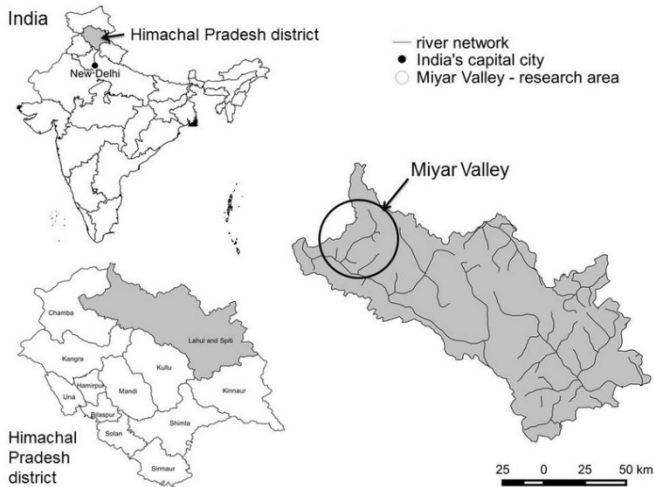 India
Himachal Pradesh district
New-Delhi
river network
India's capital city
Miyar Valley - research area
Miyar Valley
Chamba
Lahul and Spiti
Kangra
Kullu
Hamirpur
Una
Mandi
Kinnaur
Bilaspur
Shimla
Solan
Sirmaur
Himachal
Pradesh
district
25 0 25 50 km